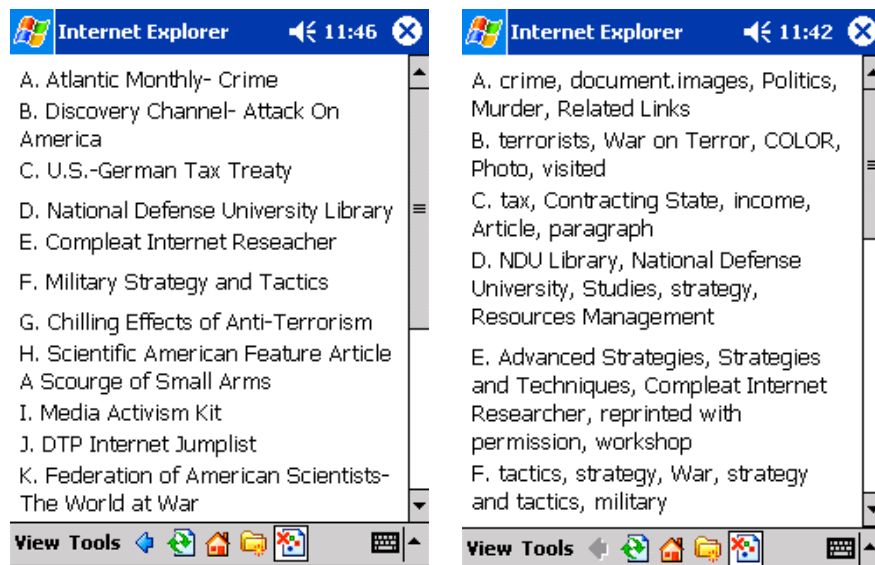 Internet Explorer 11:46
A. Atlantic Monthly- Crime
B. Discovery Channel- Attack On
America
C. U.S.-German Tax Treaty
D. National Defense University Library
E. Compleat Internet Reseacher
F. Military Strategy and Tactics
G. Chilling Effects of Anti-Terrorism
H. Scientific American Feature Article
A Scourge of Small Arms
I. Media Activism Kit
J. DTP Internet Jumplist
K. Federation of American Scientists-
The World at War
View Tools
Internet Explorer 11:42
A. crime, document.images, Politics,
Murder, Related Links
B. terrorists, War on Terror, COLOR,
Photo, visited
C. tax, Contracting State, income,
Article, paragraph
D. NDU Library, National Defense
University, Studies, strategy,
Resources Management
E. Advanced Strategies, Strategies
and Techniques, Compleat Internet
Researcher, reprinted with
permission, workshop
F. tactics, strategy, War, strategy
and tactics, military
View Tools